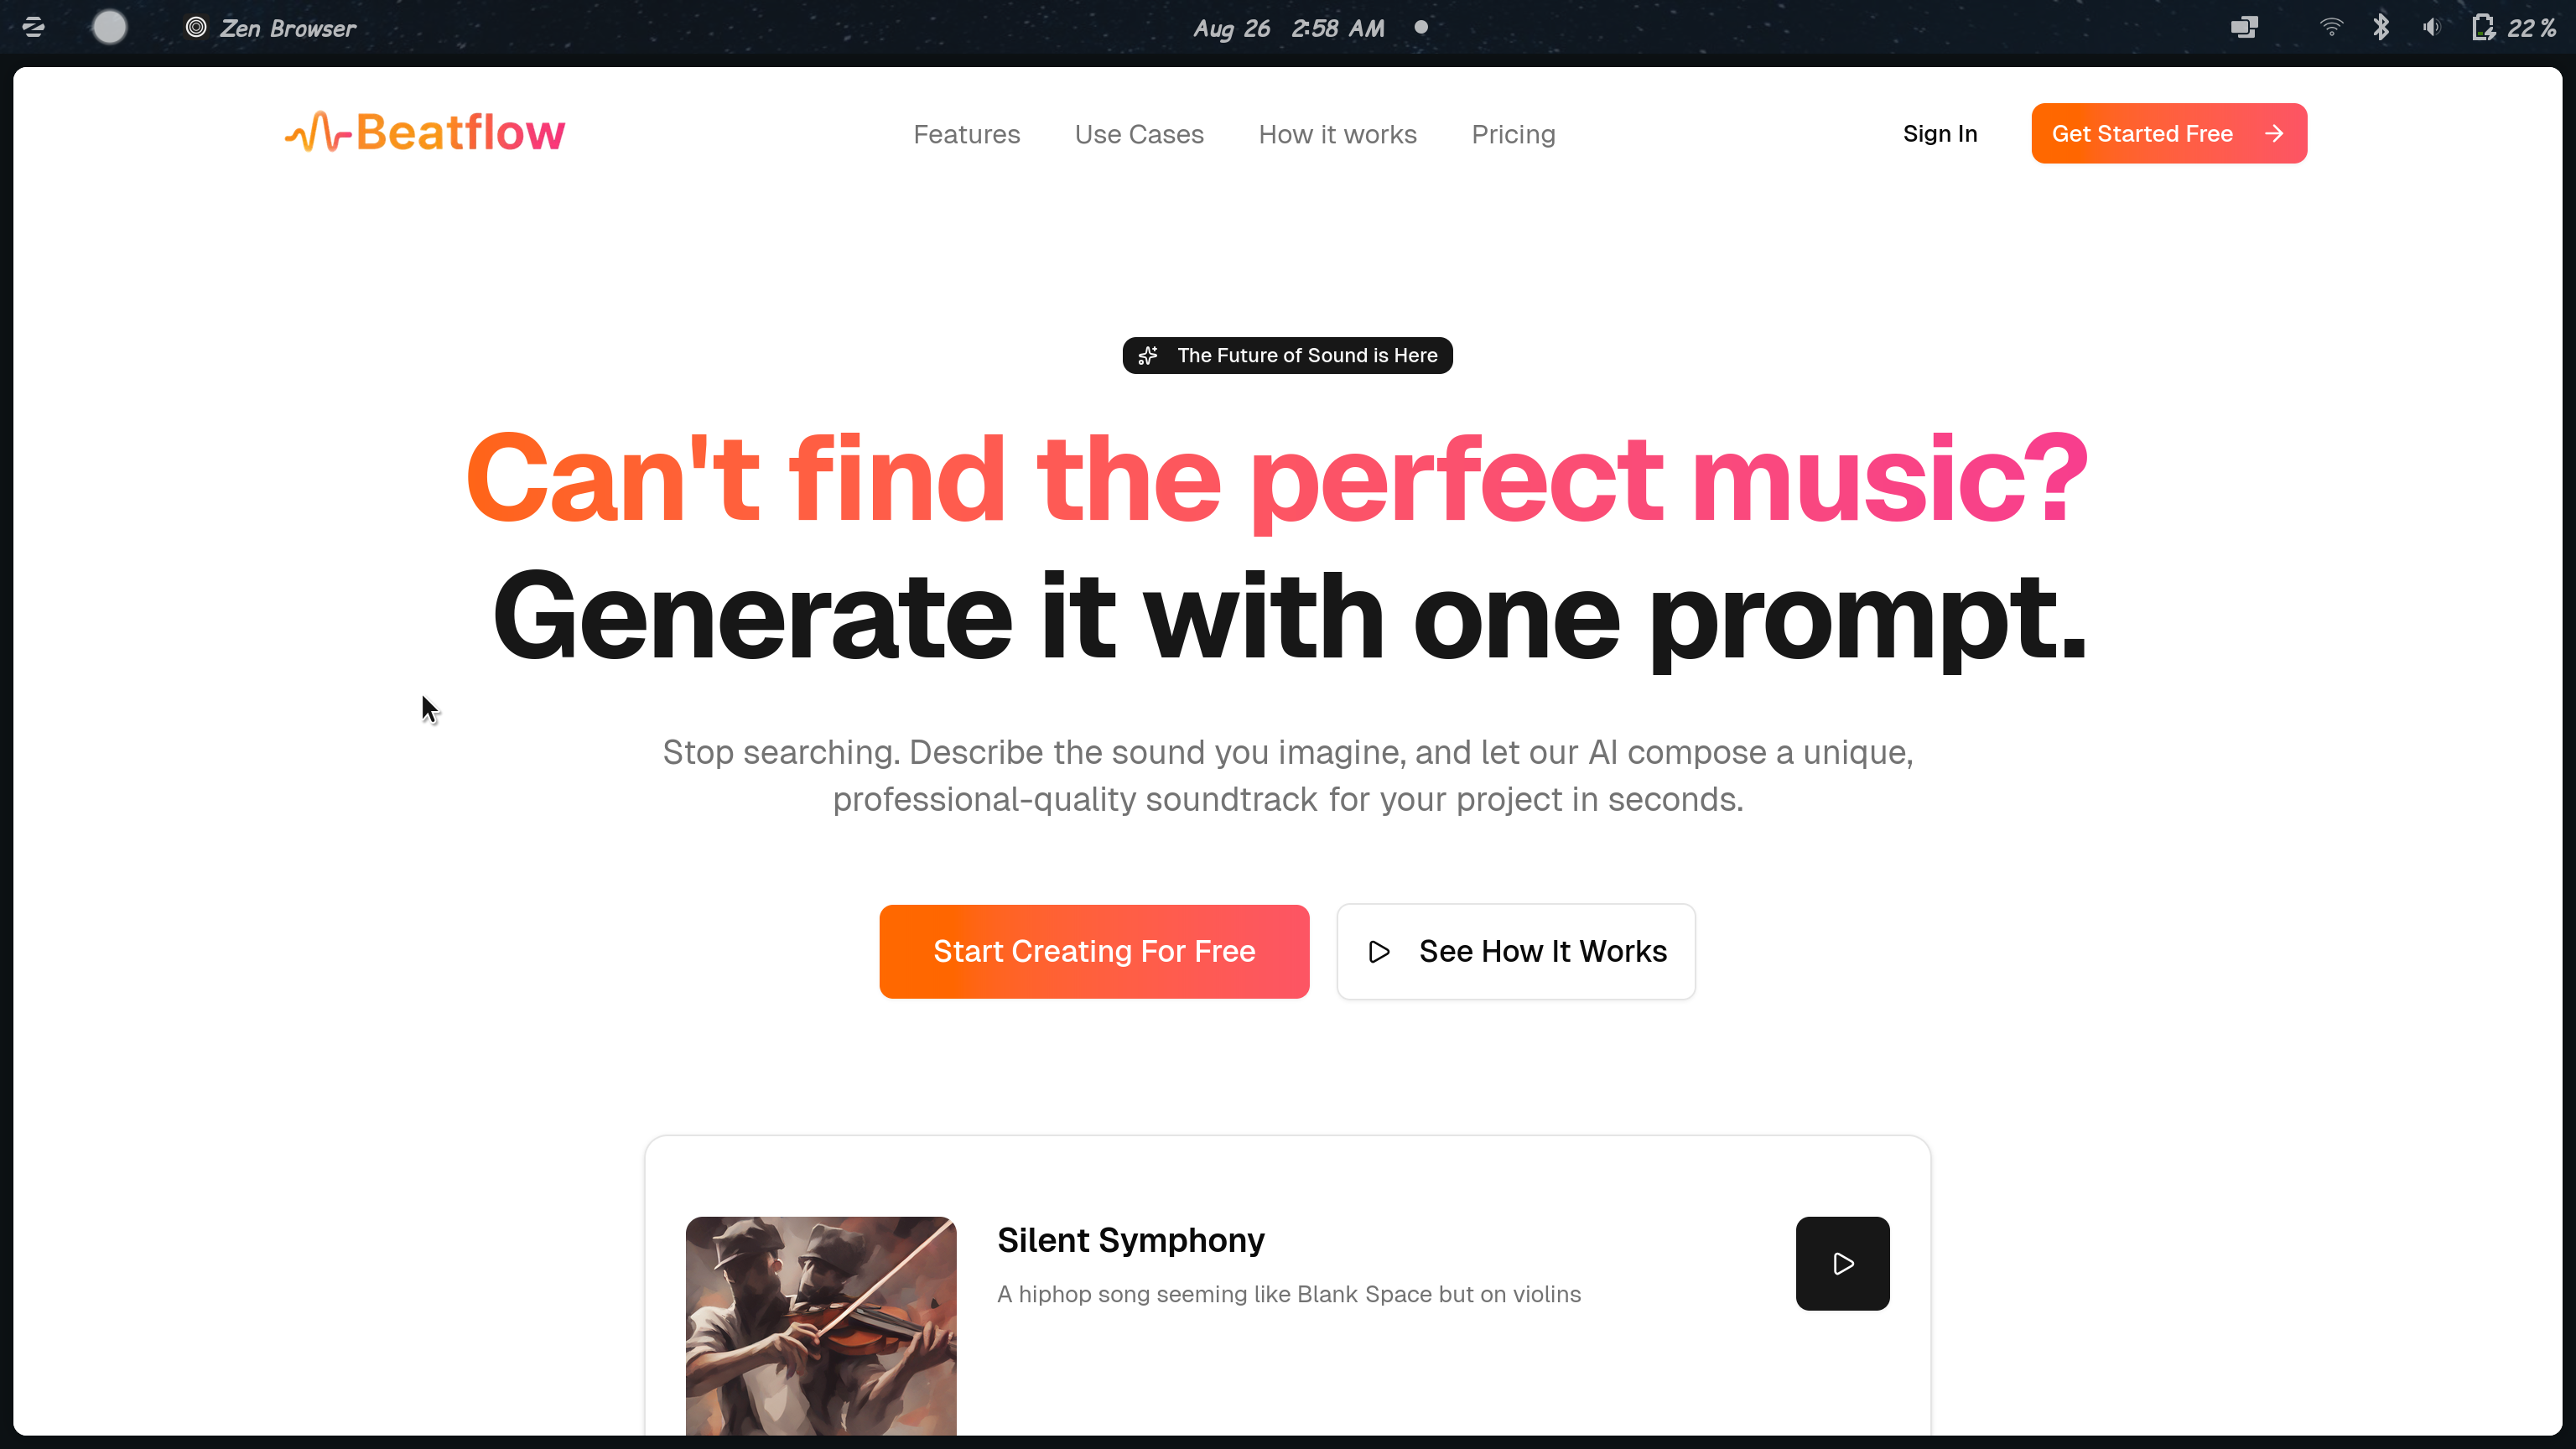 Zen Browser
Aug 26 2:58 AM
22 %
Beatflow
Features
Use Cases
How it works
Pricing
Sign In
Get Started Free
The Future of Sound is Here
Can't find the perfect music?
Generate it with one prompt.
Stop searching. Describe the sound you imagine, and let our AI compose a unique,
professional-quality soundtrack for your project in seconds.
Start Creating For Free
See How It Works
Silent Symphony
A hiphop song seeming like Blank Space but on violins